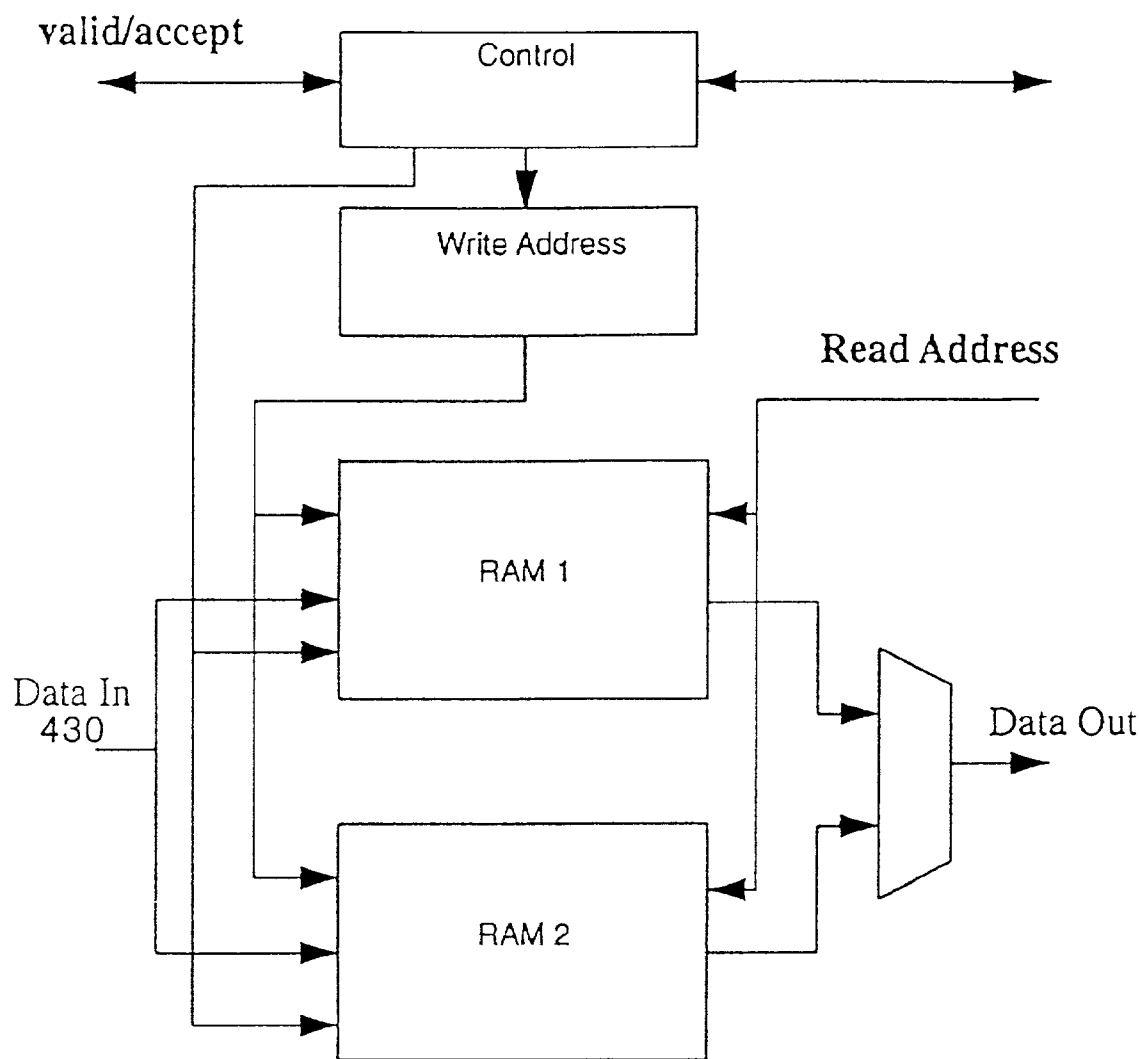 valid/accept
Control
Write Address
Read Address
RAM 1
Data In
430
Data Out
RAM 2